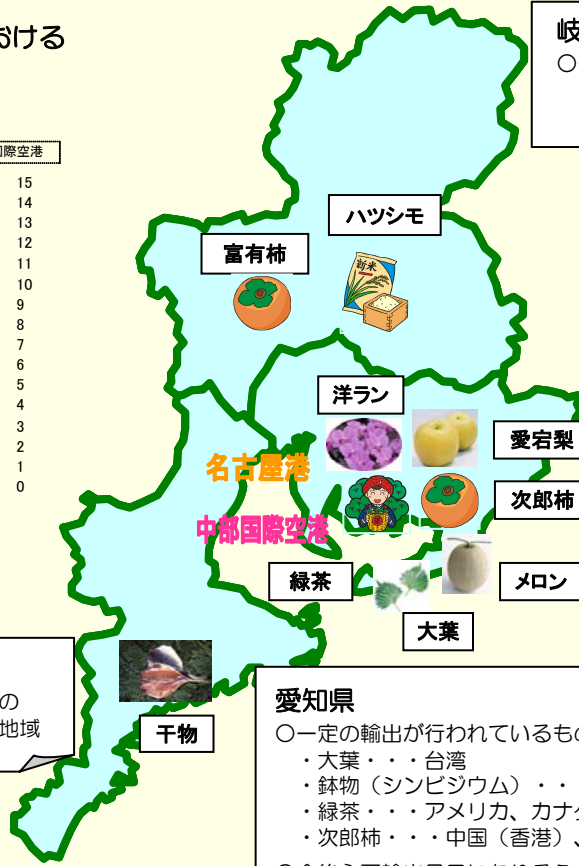 おける
岐
○
国際空港
15
14
13
12
11
10
9
8
7
6
5
4
3
2
1
0
ハツシモ
富有柿
新米
洋ラン
愛宕梨
名古屋港
次郎柿
中部国際空港
緑茶
メロン
大葉
の
地域
干物
愛知県
○一定の輸出が行われているもの
・大葉・・・台湾
・鉢物（シンビジウム）・・
・緑茶・・・アメリカ、カナダ
・次郎柿・・・中国（香港）、